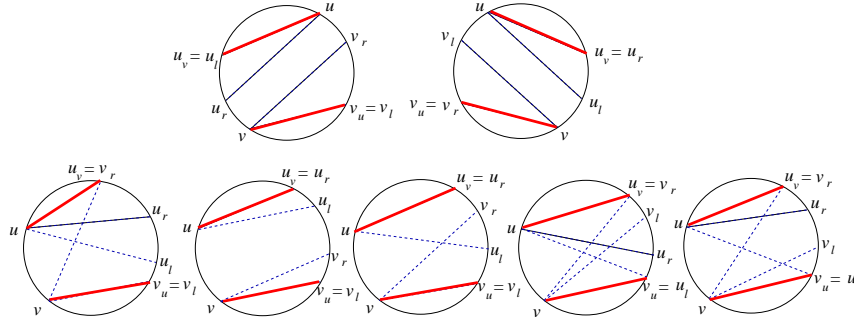 u
v_r
u_v = u_l
u_r
v_u = v_l
v
u
v_l
u_v = u_r
v_u = v_r
u_l
v
u_v = v_r
u_r
u
u_l
v_u = v_l
v
u_v = u_r
u_l
u
v_r
v_u = v_l
v
u_v = u_r
v_r
u
u_l
v_u = v_l
v
u_v = v_r
v_l
u
u_r
v_u = u_l
v
u_v = v_r
u_r
u
v_l
v_u = u
v